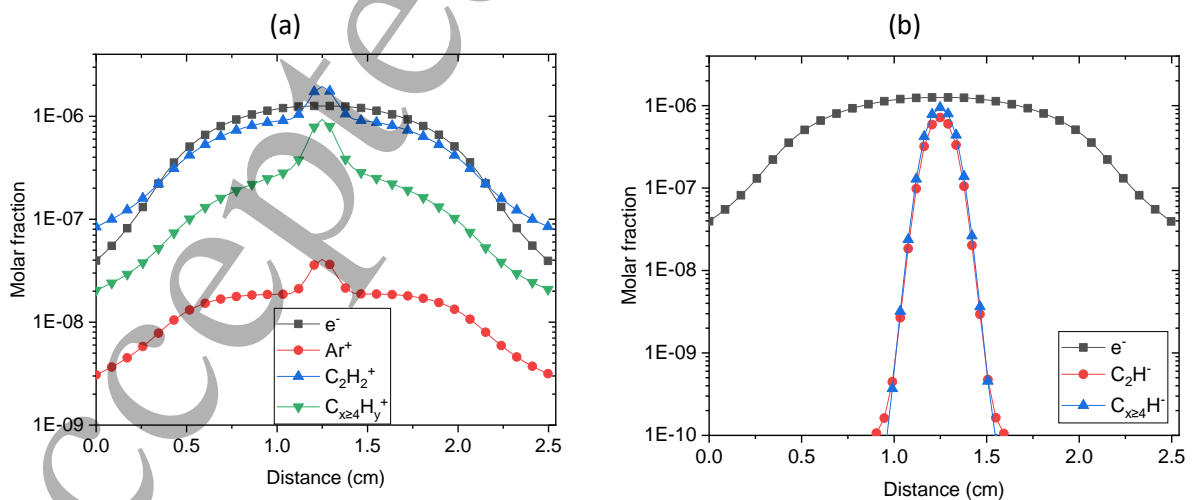 (a)
1E-06
1E-07
1E-08
1E-09
Molar fraction
e⁻
Ar⁺
C₂H₂⁺
Cₓ≥₄Hᵧ⁺
0.0 0.5 1.0 1.5 2.0 2.5
Distance (cm)
(b)
1E-06
1E-07
1E-08
1E-09
1E-10
Molar fraction
e⁻
C₂H⁻
Cₓ≥₄H⁻
0.0 0.5 1.0 1.5 2.0 2.5
Distance (cm)
ccepte